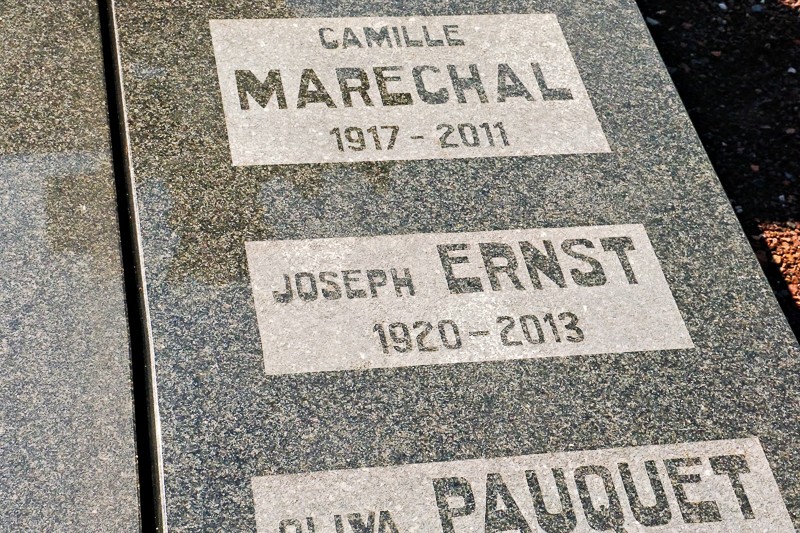 CAMILLE
MARECHAL
1917 - 2011
JOSEPH ERNST
1920 - 2013
PAUQUET